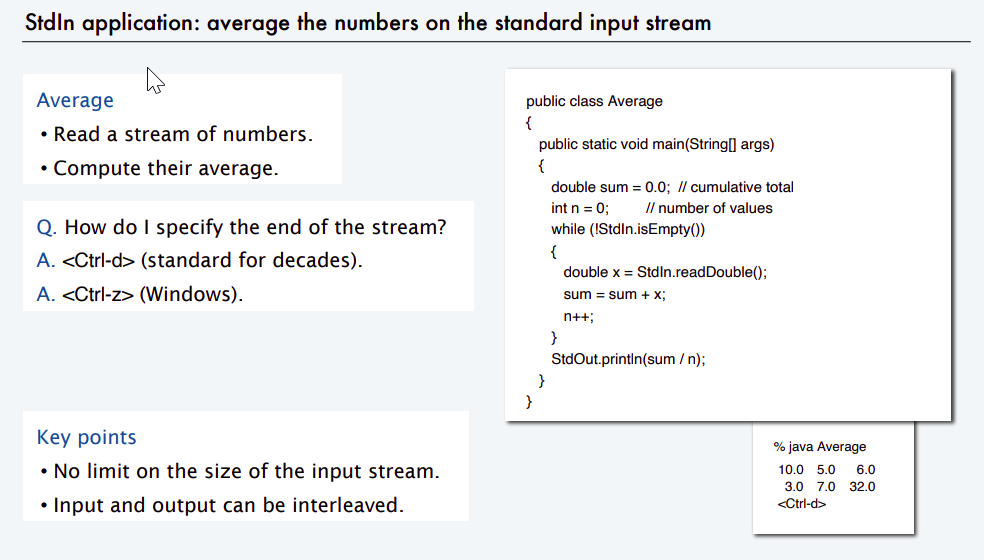 StdIn application: average the numbers on the standard input stream
Average
• Read a stream of numbers.
• Compute their average.
Q. How do I specify the end of the stream?
A. <Ctrl-d> (standard for decades).
A. <Ctrl-z> (Windows).
Key points
• No limit on the size of the input stream.
• Input and output can be interleaved.
public class Average
{
public static void main(String[] args)
{
double sum = 0.0; // cumulative total
int n = 0; // number of values
while (!StdIn.isEmpty())
{
double x = StdIn.readDouble();
sum = sum + x;
n++;
}
StdOut.println(sum / n);
}
}
% java Average
10.0 5.0 6.0
3.0 7.0 32.0
<Ctrl-d>